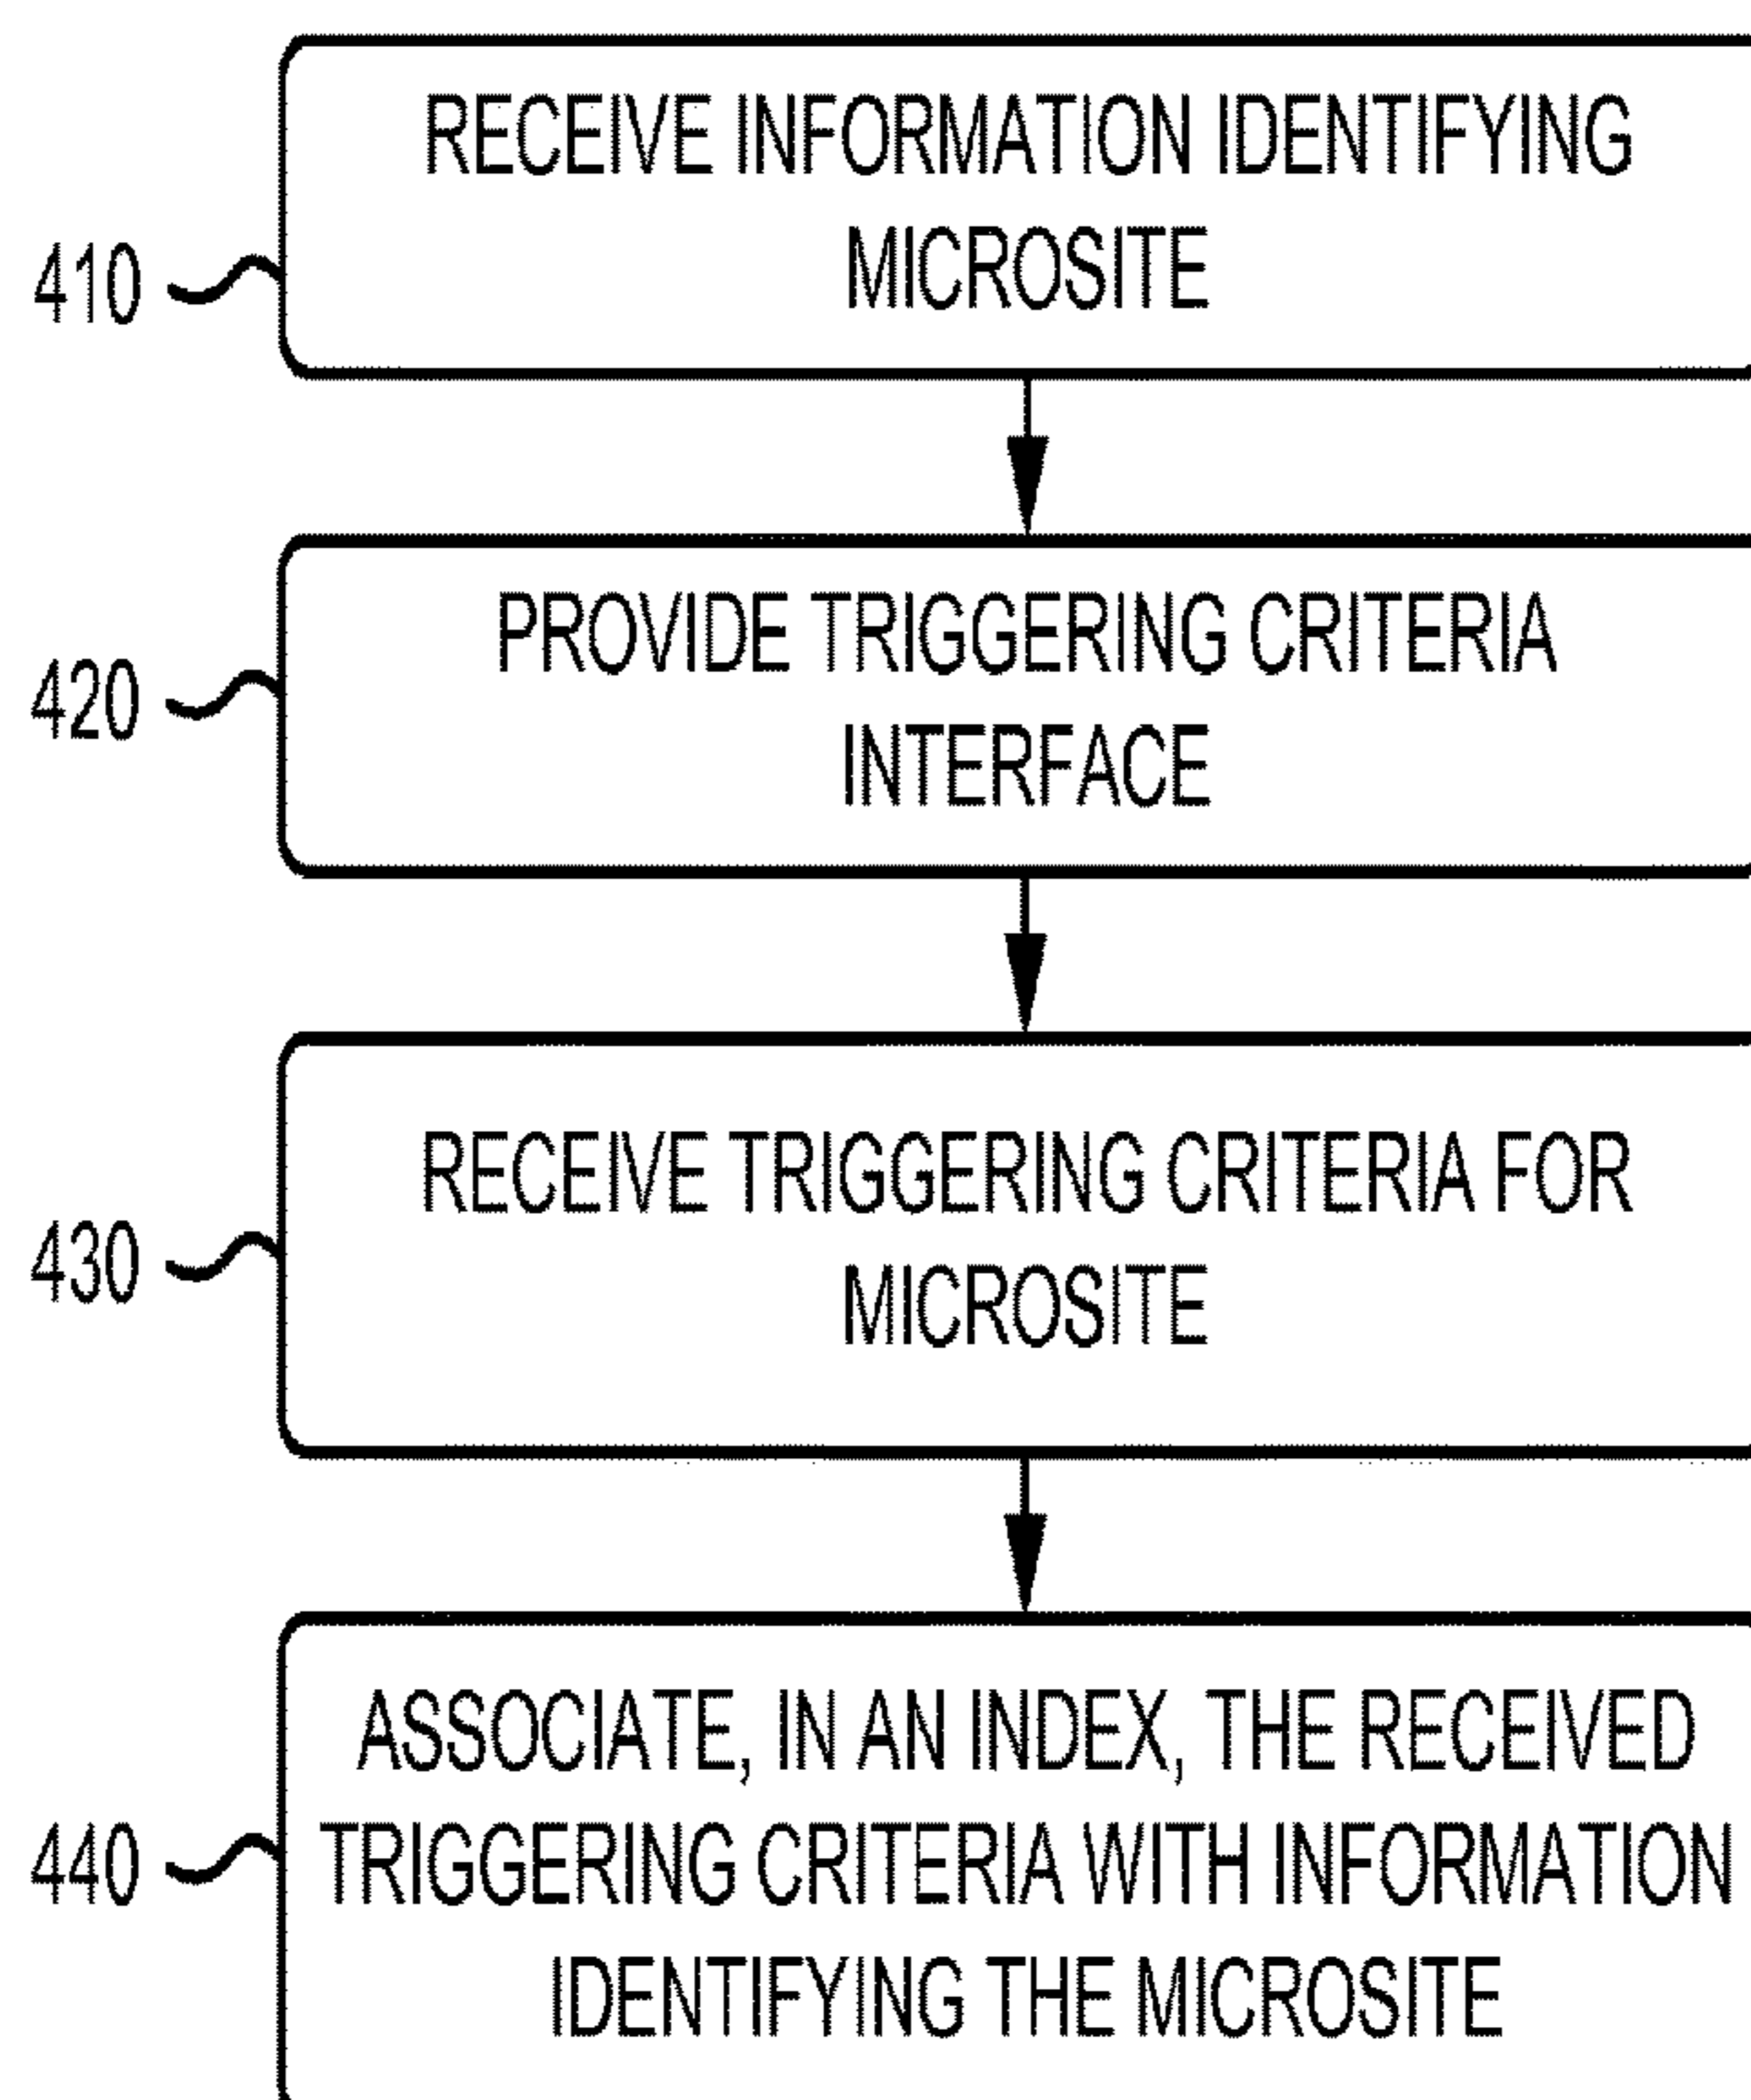 RECEIVE INFORMATION IDENTIFYING
MICROSITE
410
PROVIDE TRIGGERING CRITERIA
INTERFACE
420
RECEIVE TRIGGERING CRITERIA FOR
MICROSITE
430
ASSOCIATE, IN AN INDEX, THE RECEIVED
TRIGGERING CRITERIA WITH INFORMATION
IDENTIFYING THE MICROSITE
440